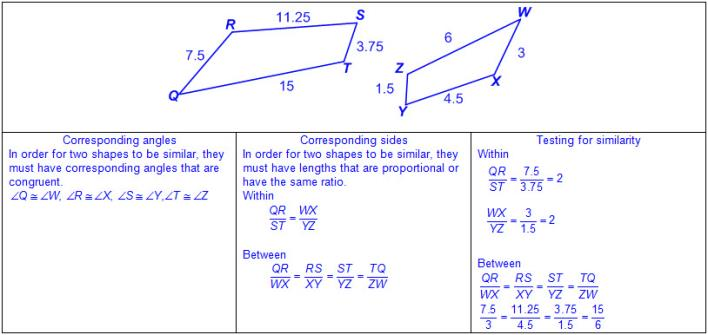 11.25
R
S
7.5
3.75
T
Q
15
W
6
Z
3
1.5
X
Y
4.5
Corresponding angles
In order for two shapes to be similar, they
must have corresponding angles that are
congruent.
∠Q ≅ ∠W, ∠R ≅ ∠X, ∠S ≅ ∠Y, ∠T ≅ ∠Z
Corresponding sides
In order for two shapes to be similar, they
must have lengths that are proportional or
have the same ratio.
Within
QR/ST = WX/YZ
Between
QR/WX = RS/XY = ST/YZ = TQ/ZW
Testing for similarity
Within
QR/ST = 7.5/3.75 = 2
WX/YZ = 3/1.5 = 2
Between
QR/WX = RS/XY = ST/YZ = TQ/ZW
7.5/3 = 11.25/4.5 = 3.75/1.5 = 15/6